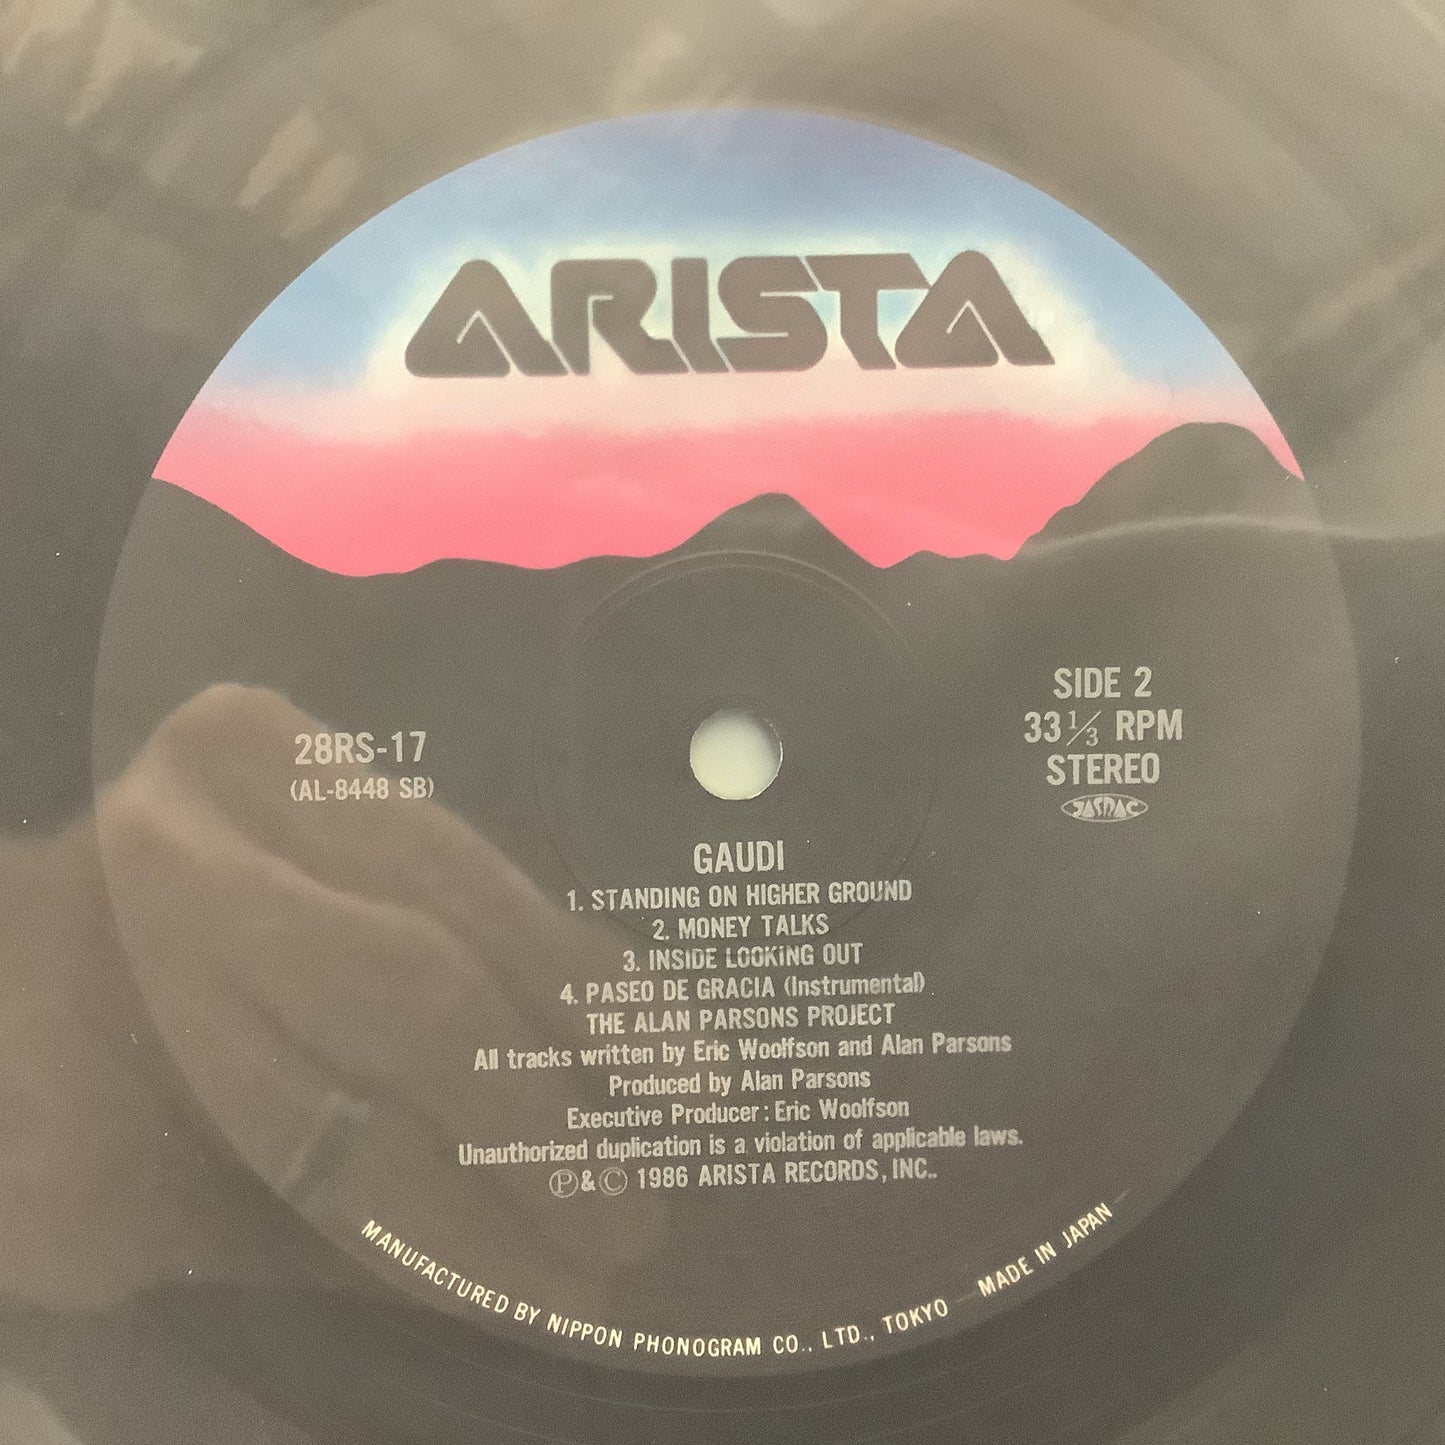 ARISTA
28RS-17
(AL-8448 SB)
SIDE 2
33 1/3 RPM
STEREO
JASRAC
GAUDI
1. STANDING ON HIGHER GROUND
2. MONEY TALKS
3. INSIDE LOOKING OUT
4. PASEO DE GRACIA (Instrumental)
THE ALAN PARSONS PROJECT
All tracks written by Eric Woolfson and Alan Parsons
Produced by Alan Parsons
Executive Producer: Eric Woolfson
Unauthorized duplication is a violation of applicable laws.
Ⓟ&Ⓒ 1986 ARISTA RECORDS, INC..
MANUFACTURED BY NIPPON PHONOGRAM CO., LTD., TOKYO — MADE IN JAPAN